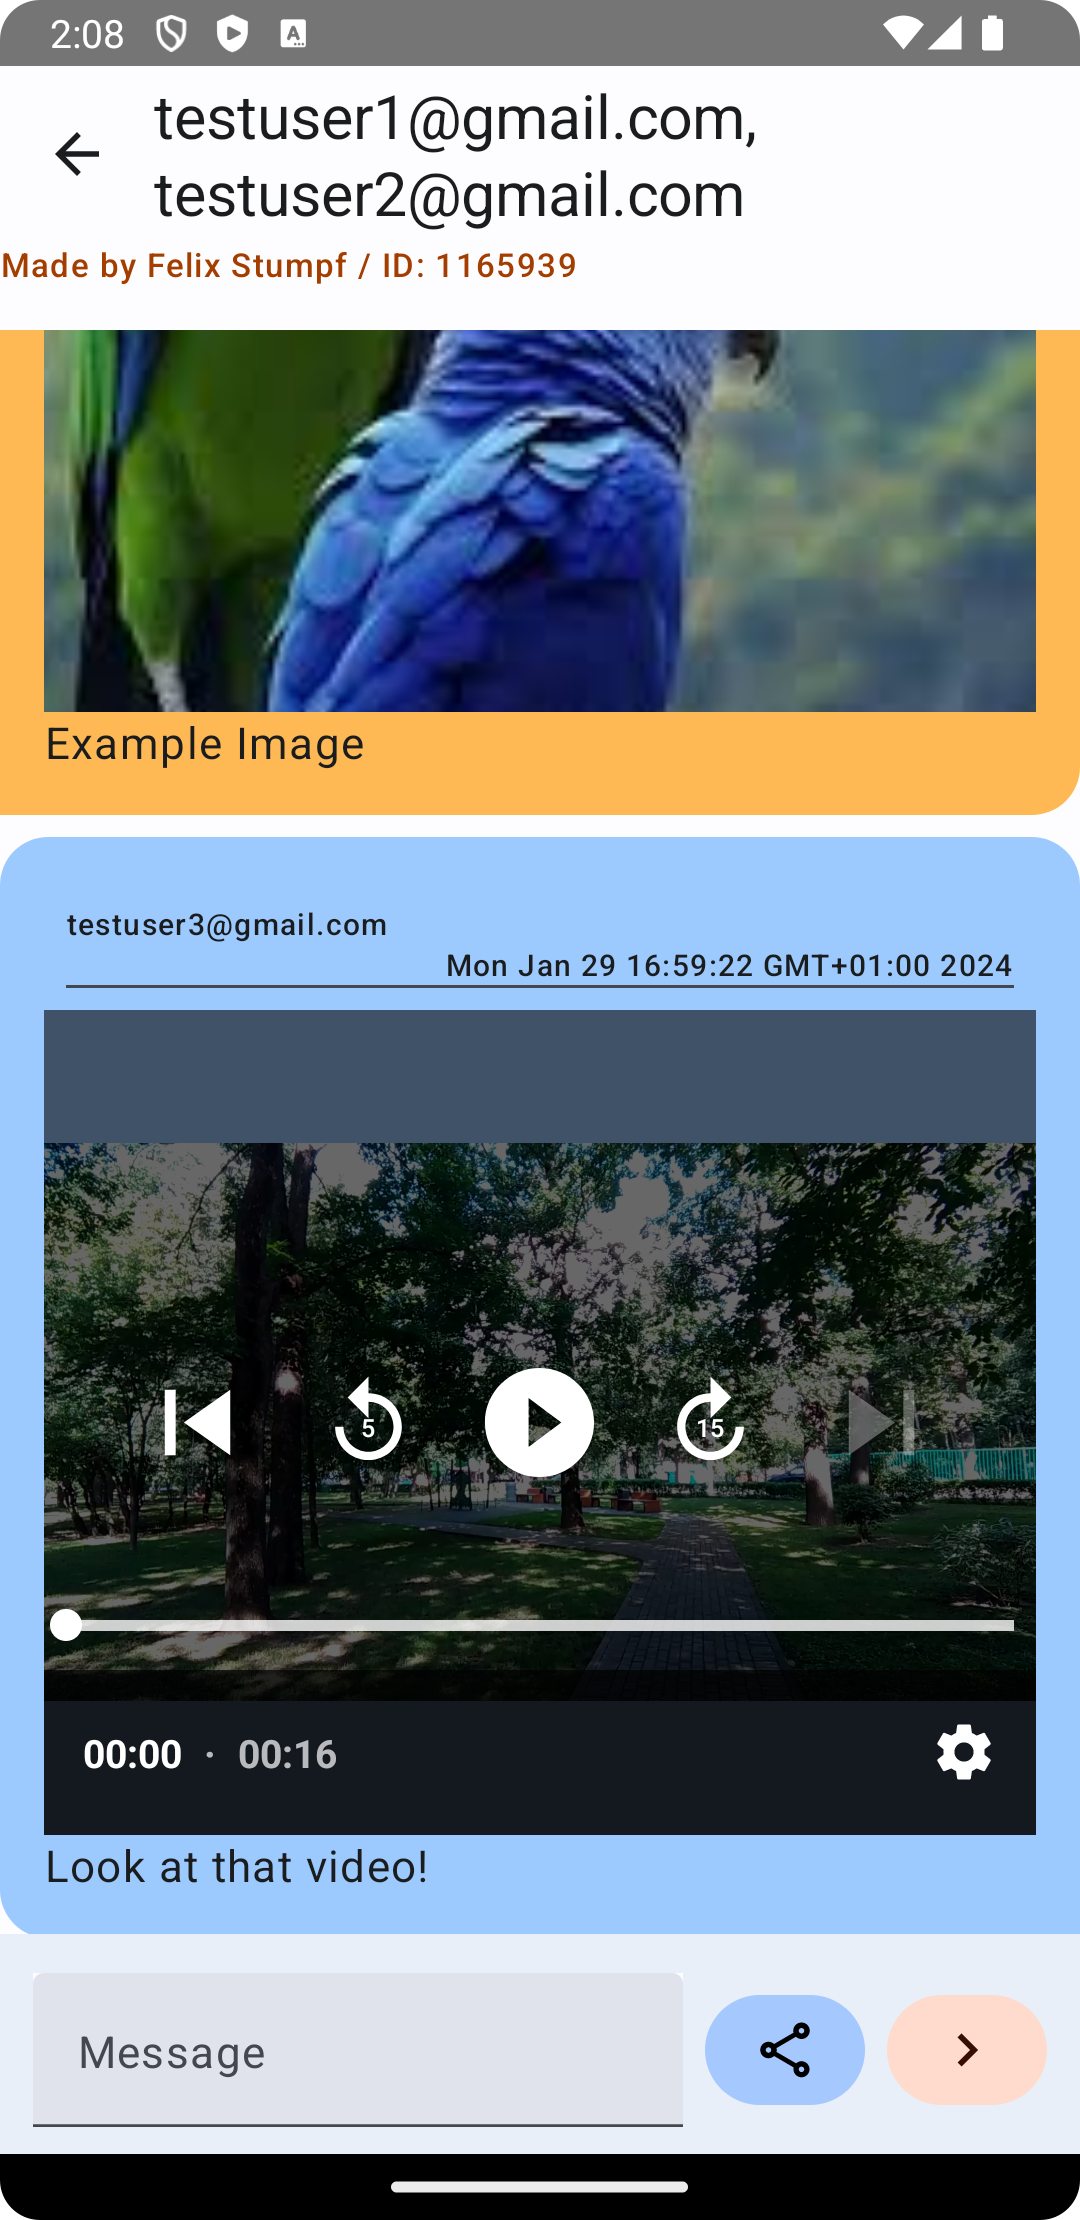 2:08
testuser1@gmail.com,
testuser2@gmail.com
Made by Felix Stumpf / ID: 1165939
Example Image
testuser3@gmail.com
Mon Jan 29 16:59:22 GMT+01:00 2024
5
15
00:00 · 00:16
Look at that video!
Message